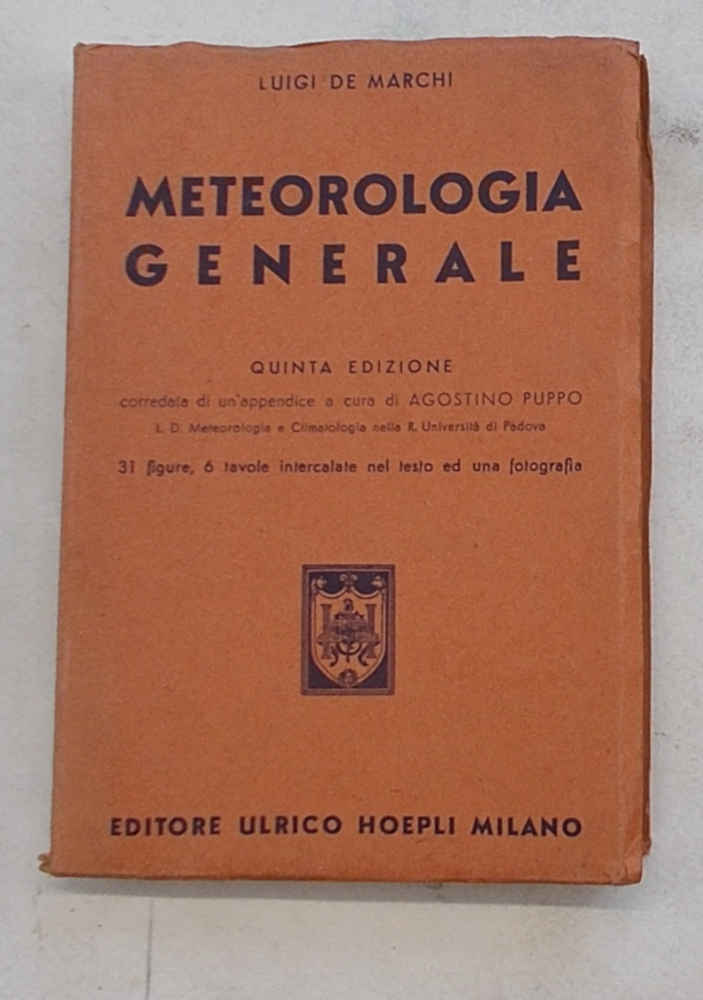 LUIGI DE MARCHI
METEOROLOGIA
GENERALE
QUINTA EDIZIONE
corredata di un'appendice a cura di AGOSTINO PUPPO
L. D. Meteorologia e Climatologia nella R. Università di Padova
31 figure, 6 tavole intercalate nel testo ed una fotografia
EDITORE ULRICO HOEPLI MILANO